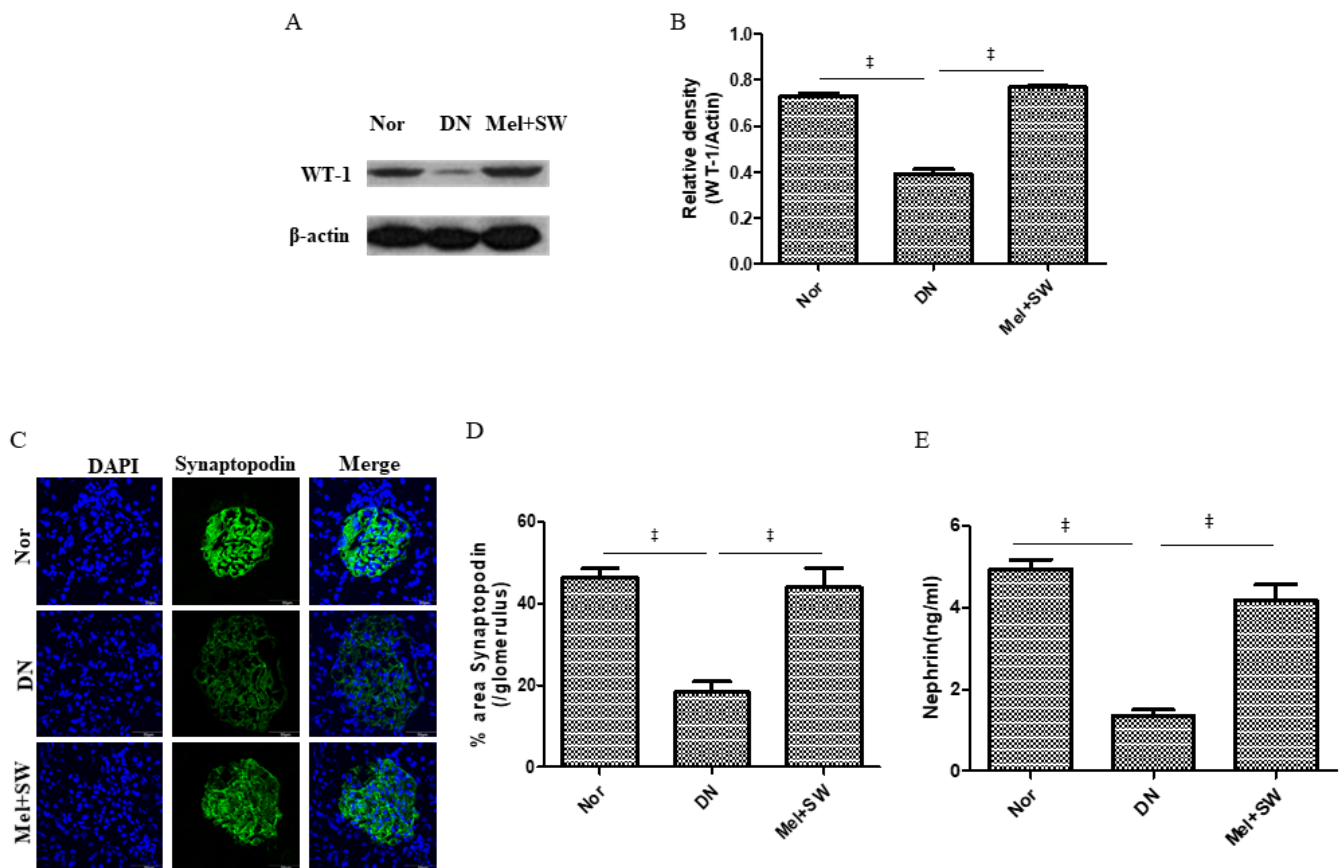 A
Nor DN Mel+SW
WT-1
β-actin
B
Relative density
(WT-1/Actin)
0.0
0.2
0.4
0.6
0.8
1.0
‡ ‡
Nor DN Mel+SW
C
DAPI Synaptopodin Merge
Nor
DN
Mel+SW
D
% area Synaptopodin
(/glomerulus)
60
40
20
0
‡ ‡
Nor DN Mel+SW
E
Nephrin(ng/ml)
6
4
2
0
‡ ‡
Nor DN Mel+SW